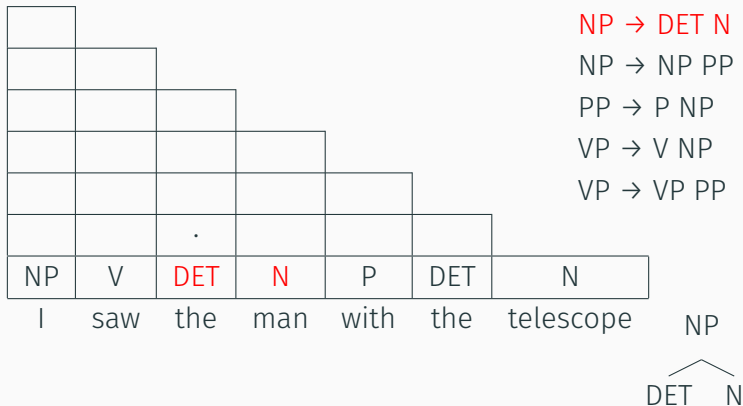 NP → DET N
NP → NP PP
PP → P NP
VP → V NP
VP → VP PP
.
NP V DET N P DET N
I saw the man with the telescope
NP
DET N